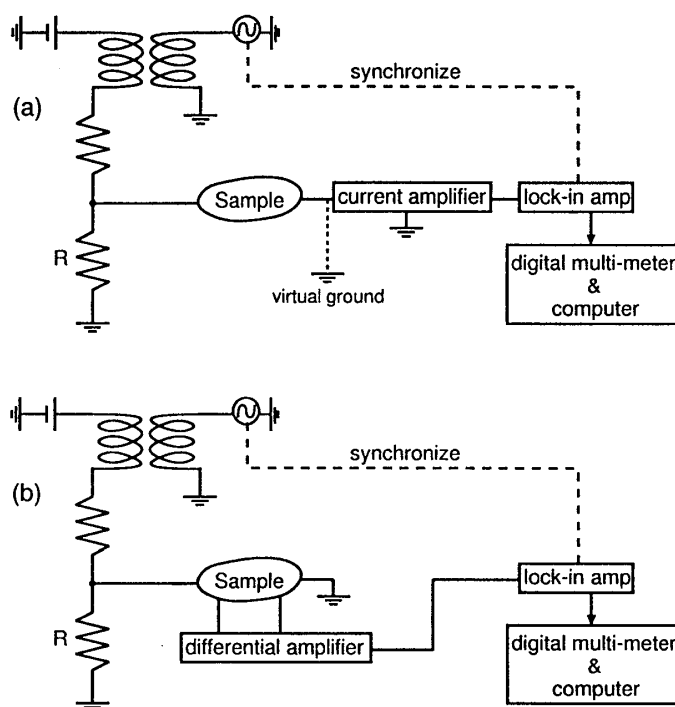 synchronize
(a)
Sample
current amplifier
lock-in amp
R
virtual ground
digital multi-meter
&
computer
synchronize
(b)
Sample
lock-in amp
R
differential amplifier
digital multi-meter
&
computer